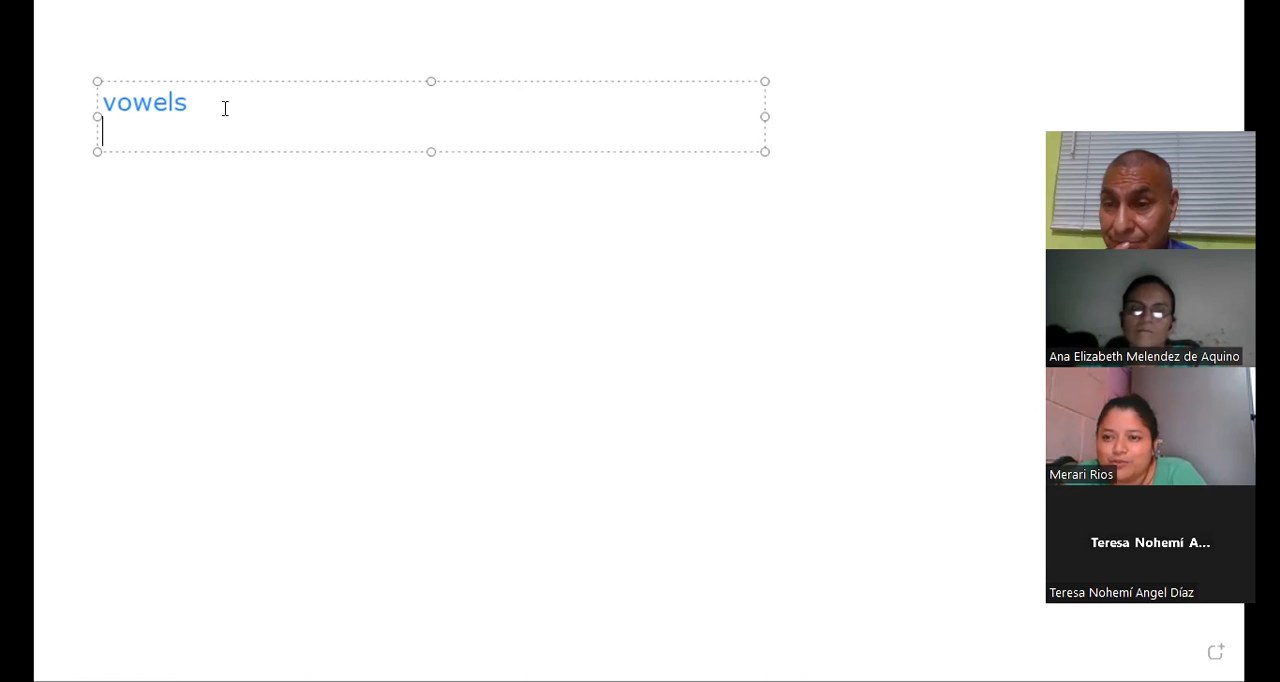 vowels
Ana Elizabeth Melendez de Aquino
Merari Rios
Teresa Nohemí A...
Teresa Nohemí Angel Díaz